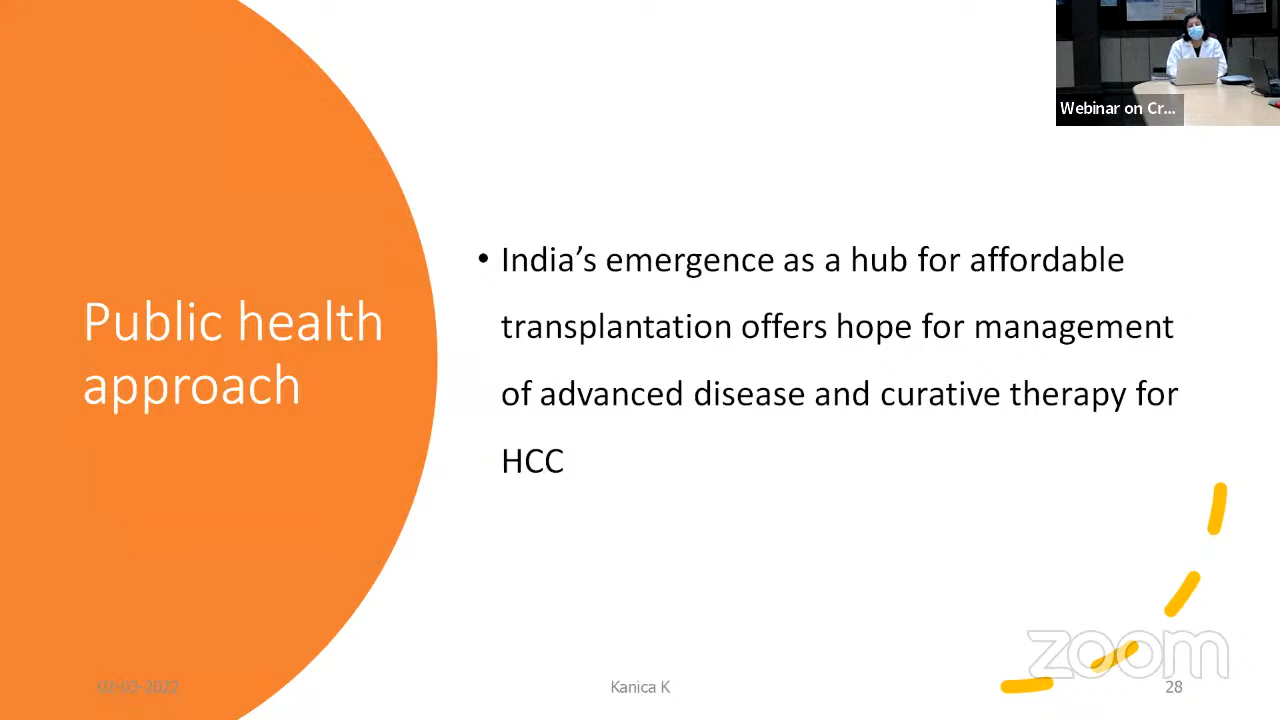 Webinar on Cr...
Public health
approach
• India’s emergence as a hub for affordable
transplantation offers hope for management
of advanced disease and curative therapy for
HCC
02-03-2022
Kanica K
28
zoom